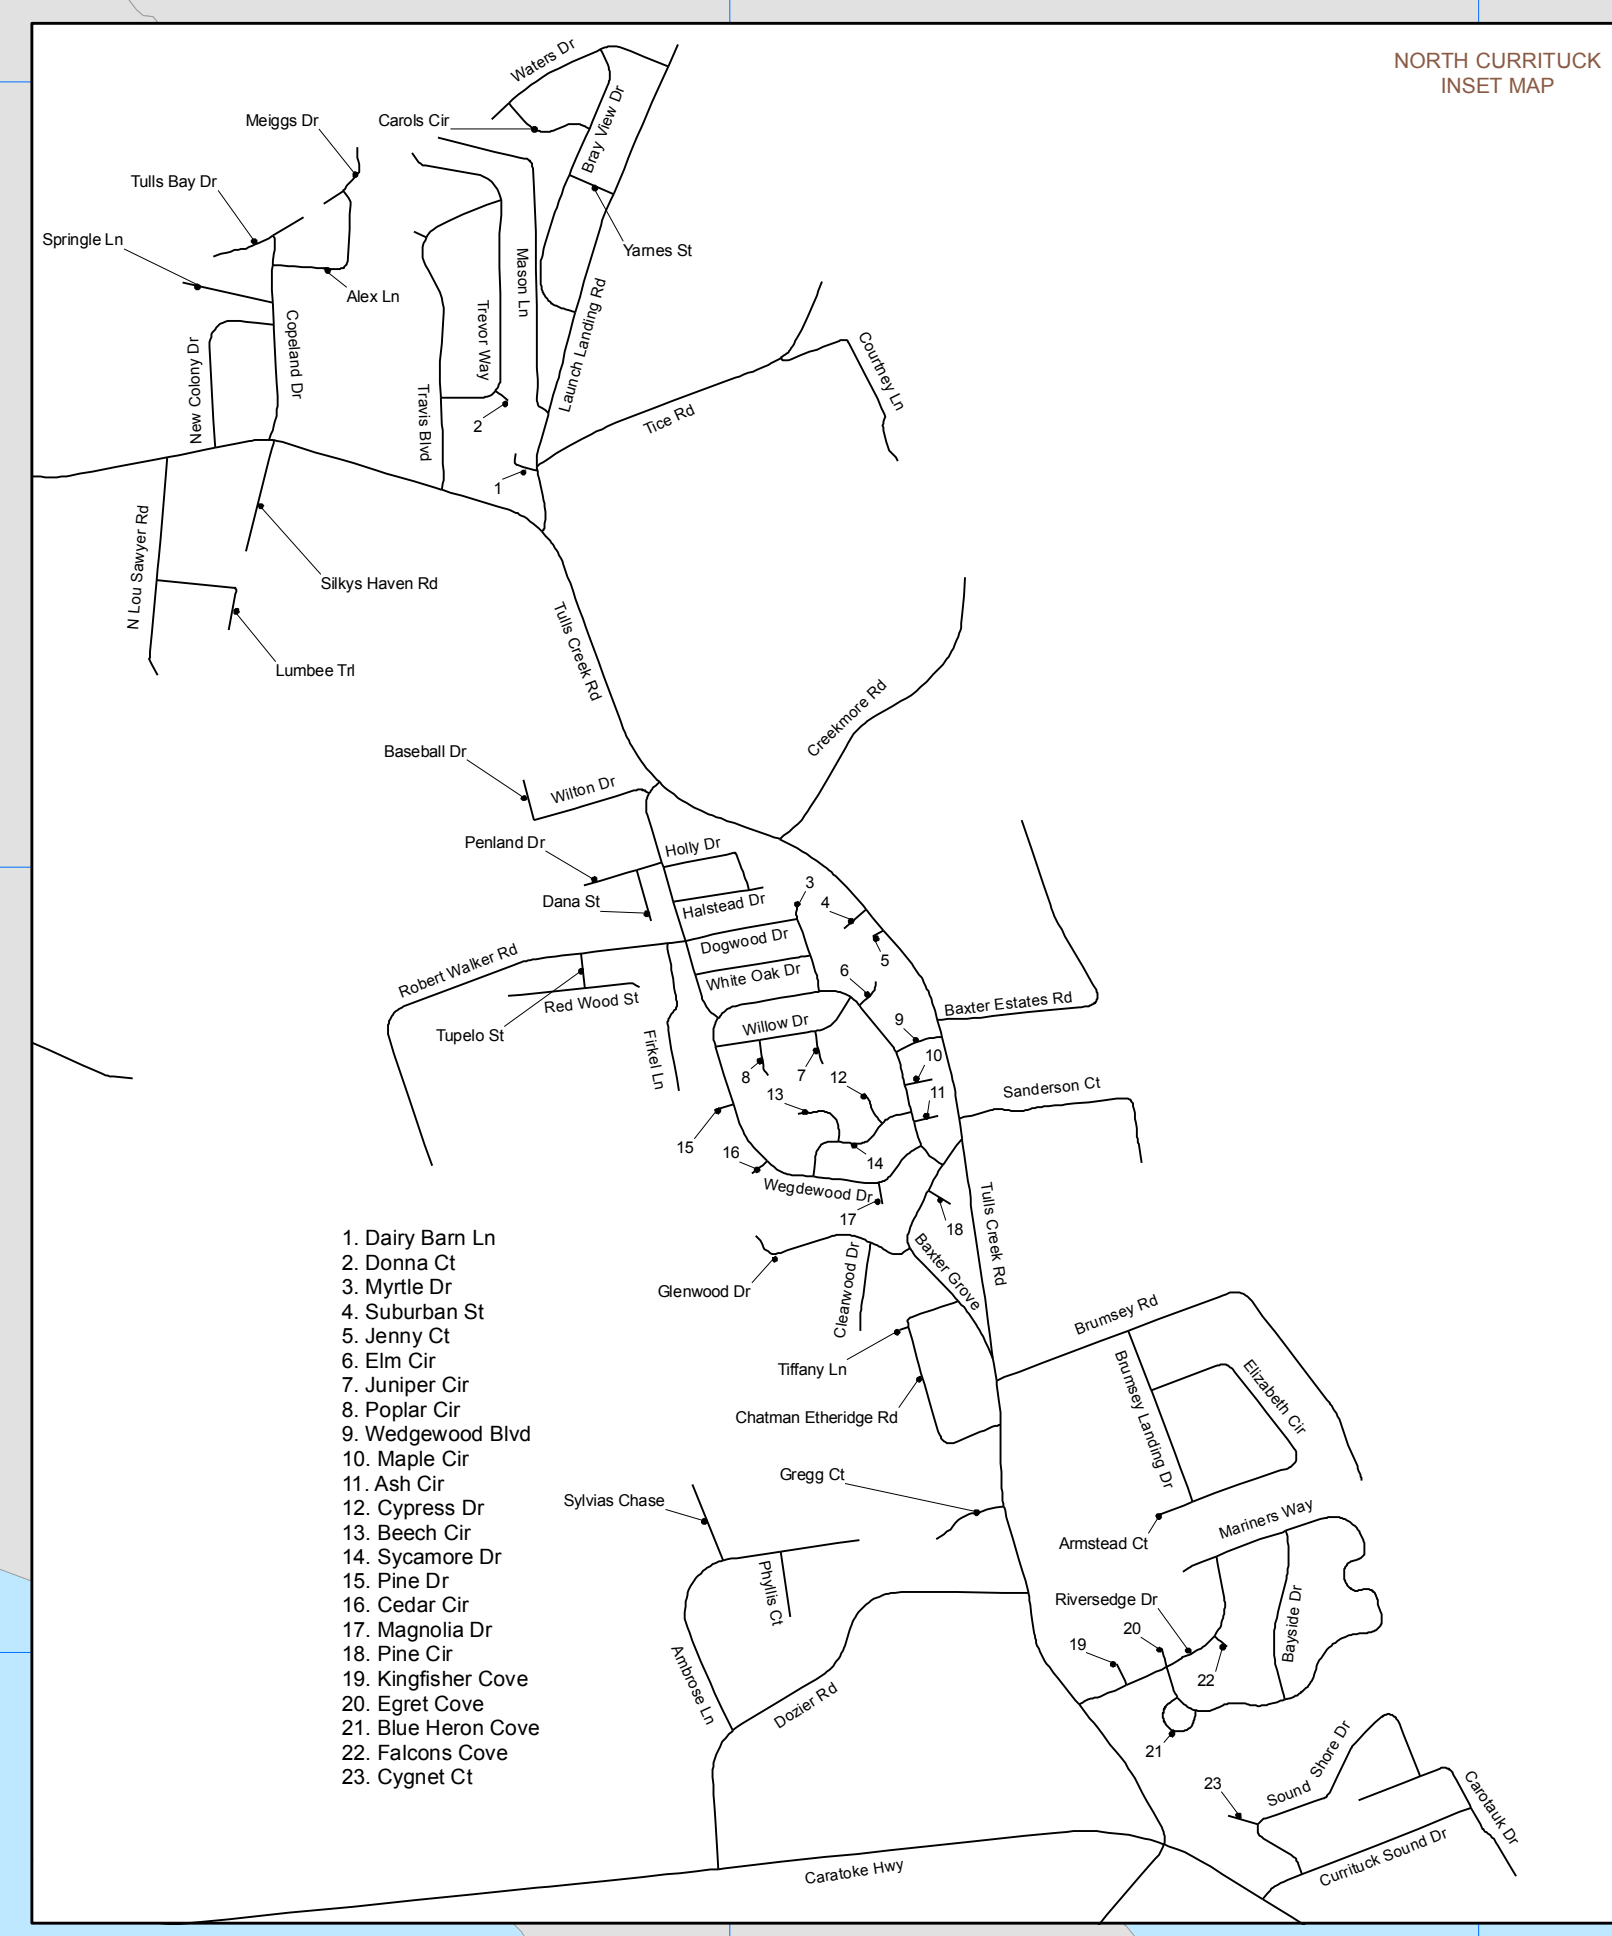 NORTH CURRITUCK
INSET MAP
Waters Dr
Meiggs Dr
Carols Cir
Bray View Dr
Tulls Bay Dr
Springle Ln
Yarnes St
Mason Ln
Alex Ln
Copeland Dr
Trevor Way
Launch Landing Rd
New Colony Dr
Courtney Ln
Travis Blvd
Tice Rd
2
1
N Lou Sawyer Rd
Silkys Haven Rd
Lumbee Trl
Tulls Creek Rd
Creekmore Rd
Baseball Dr
Wilton Dr
Penland Dr
Holly Dr
Dana St
Halstead Dr
3
4
5
Dogwood Dr
Robert Walker Rd
White Oak Dr
6
Red Wood St
Tupelo St
Baxter Estates Rd
Willow Dr
9
Firkel Ln
10
8
7
12
11
13
Sanderson Ct
15
16
14
Wegdewood Dr
17
18
Tulls Creek Rd
Baxter Grove
Clearwood Dr
Glenwood Dr
Tiffany Ln
Chatman Etheridge Rd
Brumsey Rd
Brumsey Landing Dr
Elizabeth Cir
1. Dairy Barn Ln
2. Donna Ct
3. Myrtle Dr
4. Suburban St
5. Jenny Ct
6. Elm Cir
7. Juniper Cir
8. Poplar Cir
9. Wedgewood Blvd
10. Maple Cir
11. Ash Cir
12. Cypress Dr
13. Beech Cir
14. Sycamore Dr
15. Pine Dr
16. Cedar Cir
17. Magnolia Dr
18. Pine Cir
19. Kingfisher Cove
20. Egret Cove
21. Blue Heron Cove
22. Falcons Cove
23. Cygnet Ct
Gregg Ct
Sylvias Chase
Armstead Ct
Mariners Way
Phyllis Ct
Riversedge Dr
Bayside Dr
20
19
22
Ambrose Ln
Dozier Rd
21
23
Sound Shore Dr
Carotauk Dr
Currituck Sound Dr
Caratoke Hwy